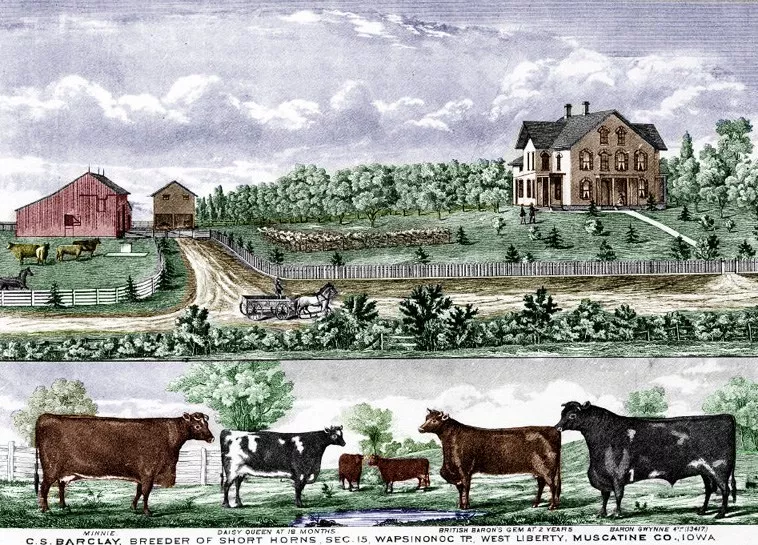 MINNIE. DAISY QUEEN AT 18 MONTHS BRITISH BARON'S GEM AT 2 YEARS BARON GWYNNE 4TH (13417)
C.S. BARCLAY, BREEDER OF SHORT HORNS, SEC. 15, WAPSINONOC TP., WEST LIBERTY, MUSCATINE CO., IOWA